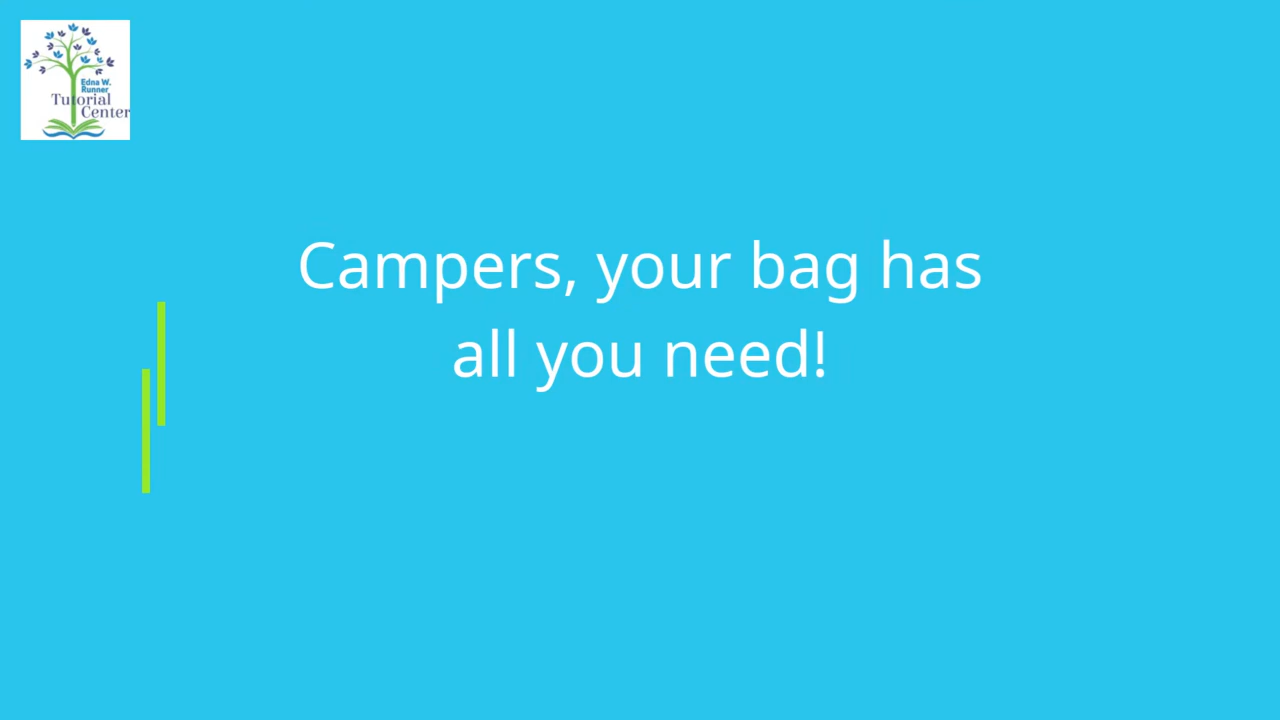 Edna W.
Runner
Tutorial
Center
Campers, your bag has
all you need!